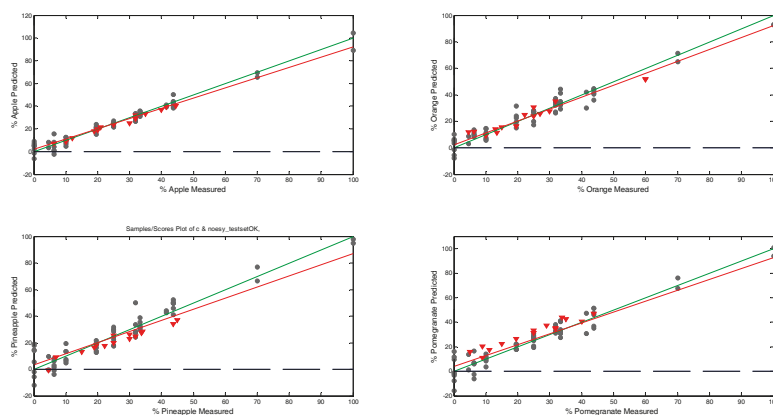 120
100
80
60
40
20
0
-20
% Apple Predicted
0 10 20 30 40 50 60 70 80 90 100
% Apple Measured
100
80
60
40
20
0
-20
% Orange Predicted
0 10 20 30 40 50 60 70 80 90 100
% Orange Measured
Samples/Scores Plot of c & noesy_testsetOK,
100
80
60
40
20
0
-20
% Pineapple Predicted
0 10 20 30 40 50 60 70 80 90 100
% Pineapple Measured
100
80
60
40
20
0
-20
% Pomegranate Predicted
0 10 20 30 40 50 60 70 80 90 100
% Pomegranate Measured